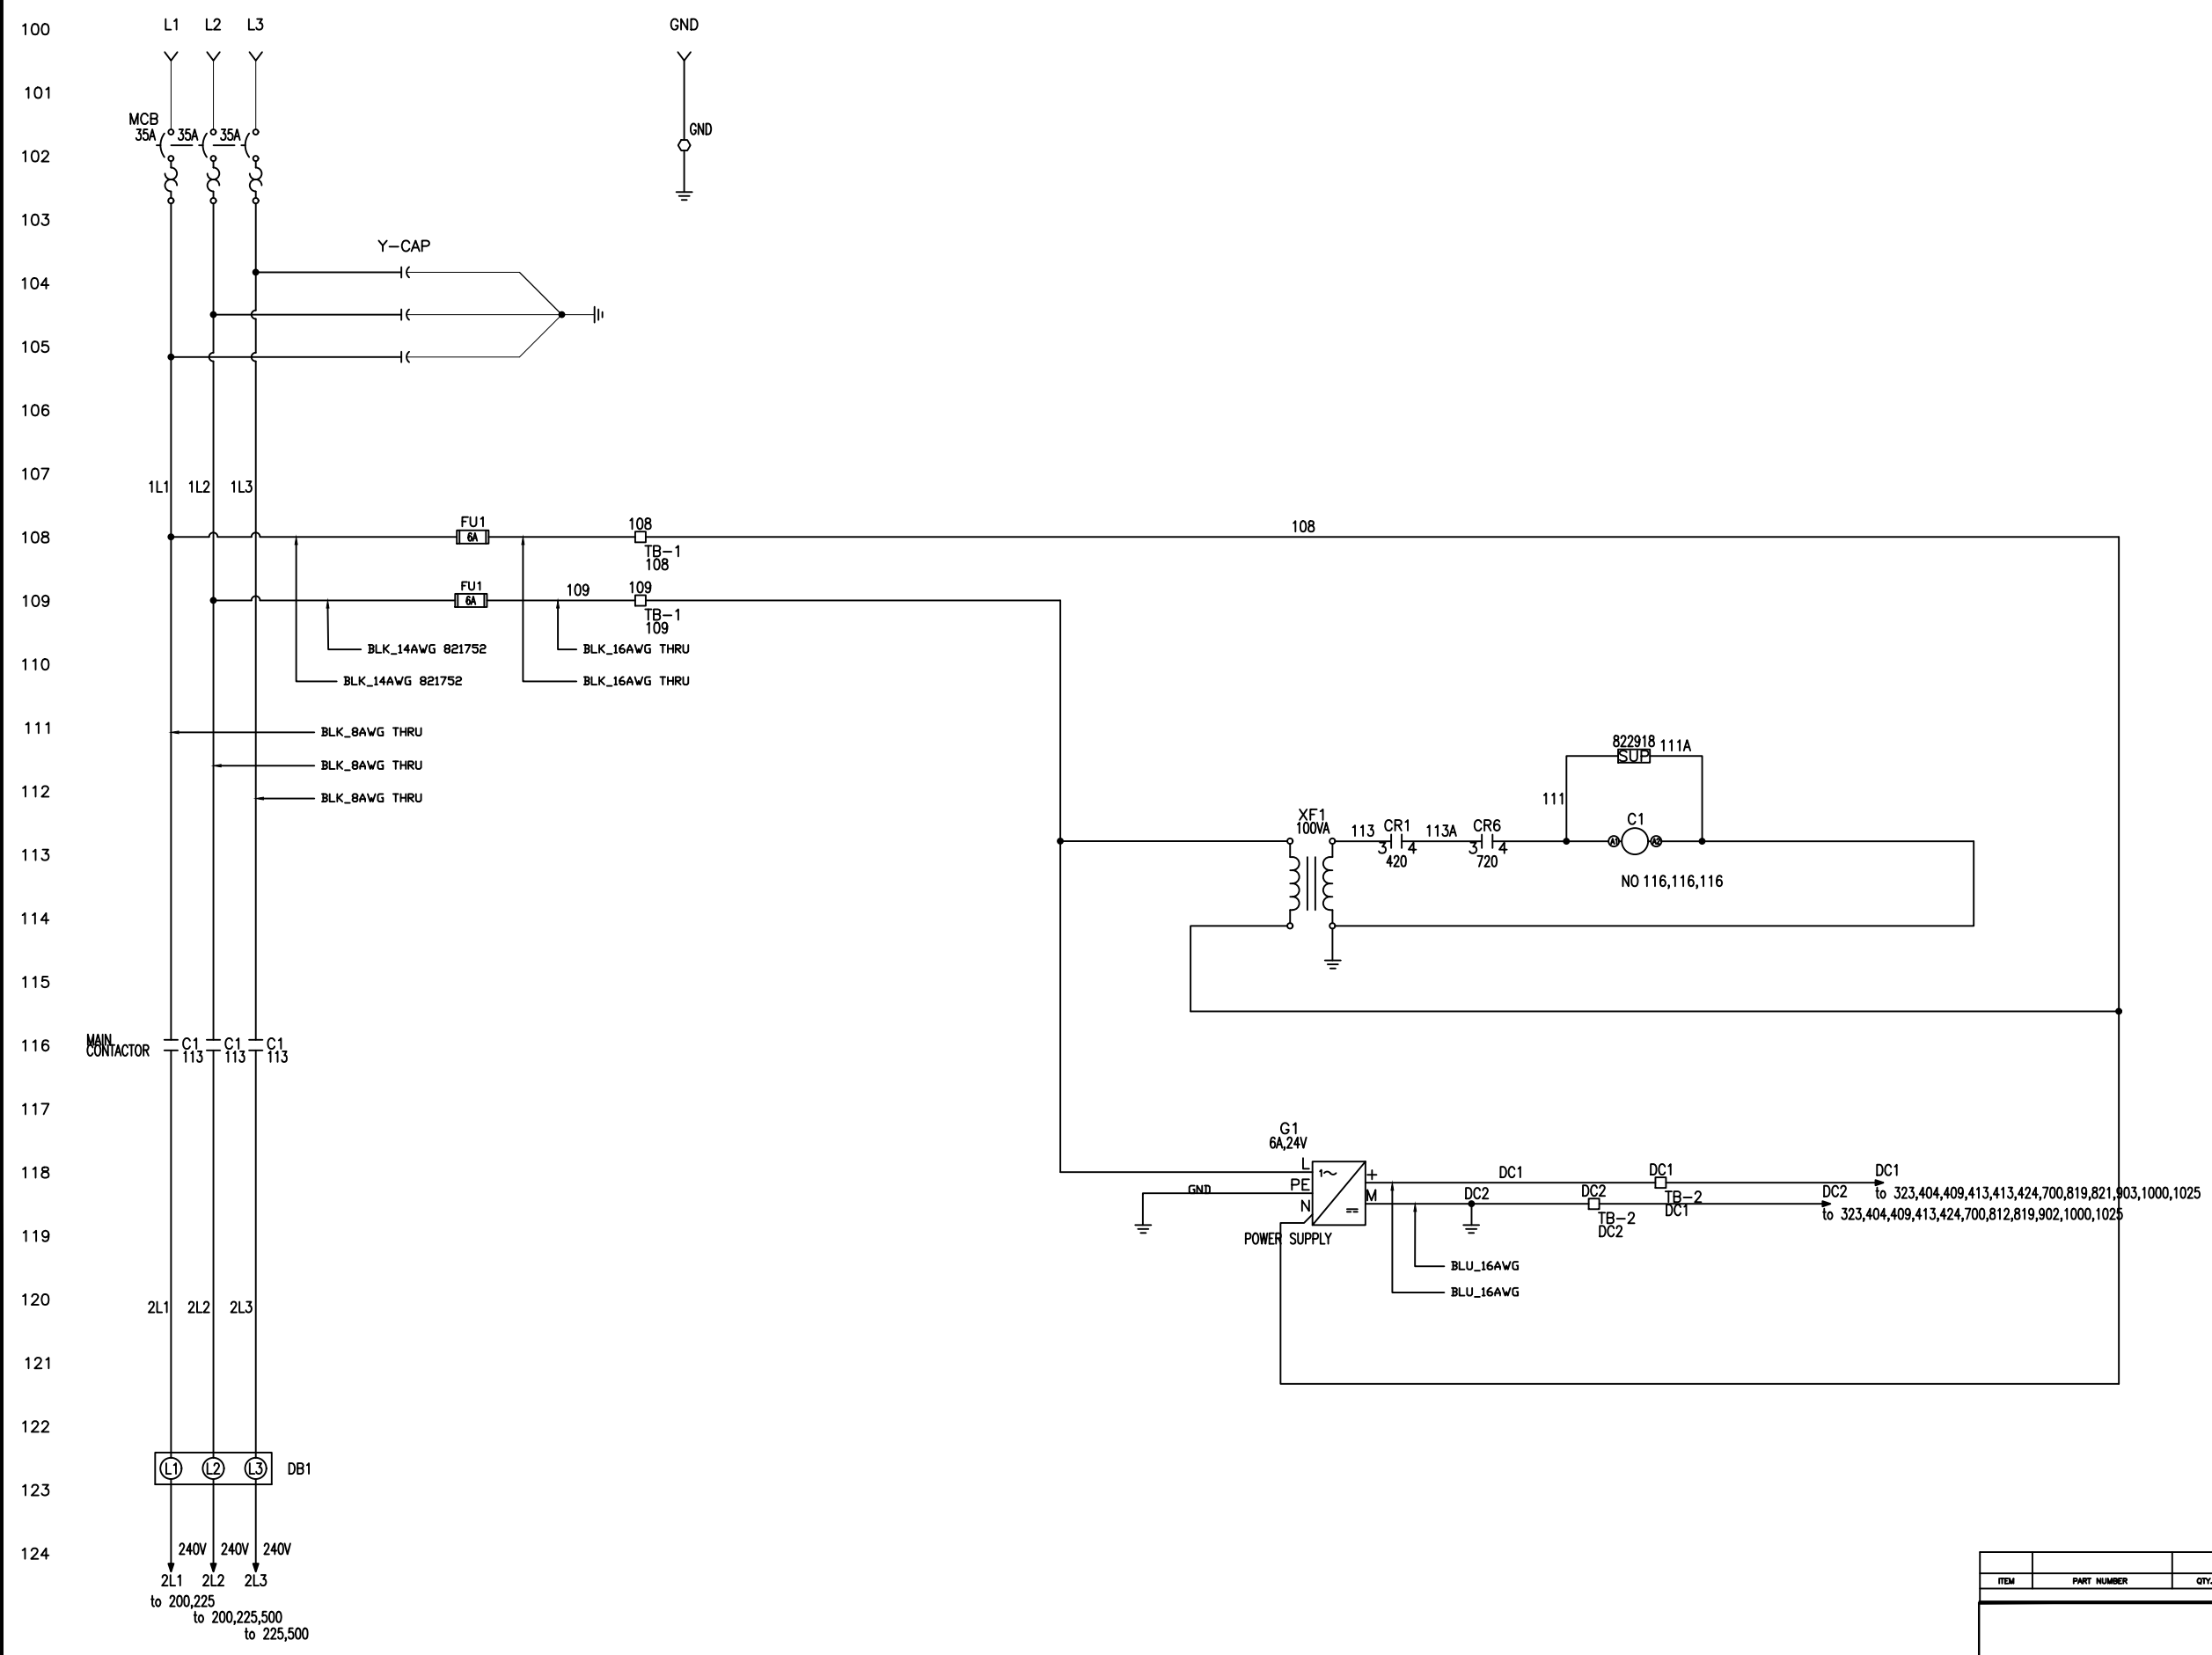 100 L1 L2 L3 GND
101
MCB
35A 35A 35A GND
102
103
Y-CAP
104
105
106
107
1L1 1L2 1L3
108 FU1 6A 108 108
TB-1
108
109 FU1 6A 109 109
TB-1
109
BLK_14AWG 821752 BLK_16AWG THRU
110
BLK_14AWG 821752 BLK_16AWG THRU
111 BLK_8AWG THRU
822918 111A
SUP
BLK_8AWG THRU
112 BLK_8AWG THRU 111
XF1
100VA 113 CR1 113A CR6 C1
113 3 4 3 4 A1 A2
420 720
NO 116,116,116
114
115
116 MAIN
CONTACTOR
C1 C1 C1
113 113 113
117
G1
6A,24V
118 L 1~ + DC1 DC1 DC1
PE GND M DC2 DC2 TB-2 DC2 to 323,404,409,413,413,424,700,819,821,903,1000,1025
N DC1
TB-2 to 323,404,409,413,424,700,812,819,902,1000,1025
119 POWER SUPPLY DC2
BLU_16AWG
120 BLU_16AWG
2L1 2L2 2L3
121
122
L1 L2 L3 DB1
123
124 240V 240V 240V
2L1 2L2 2L3
to 200,225
to 200,225,500
to 225,500
ITEM PART NUMBER QTY.